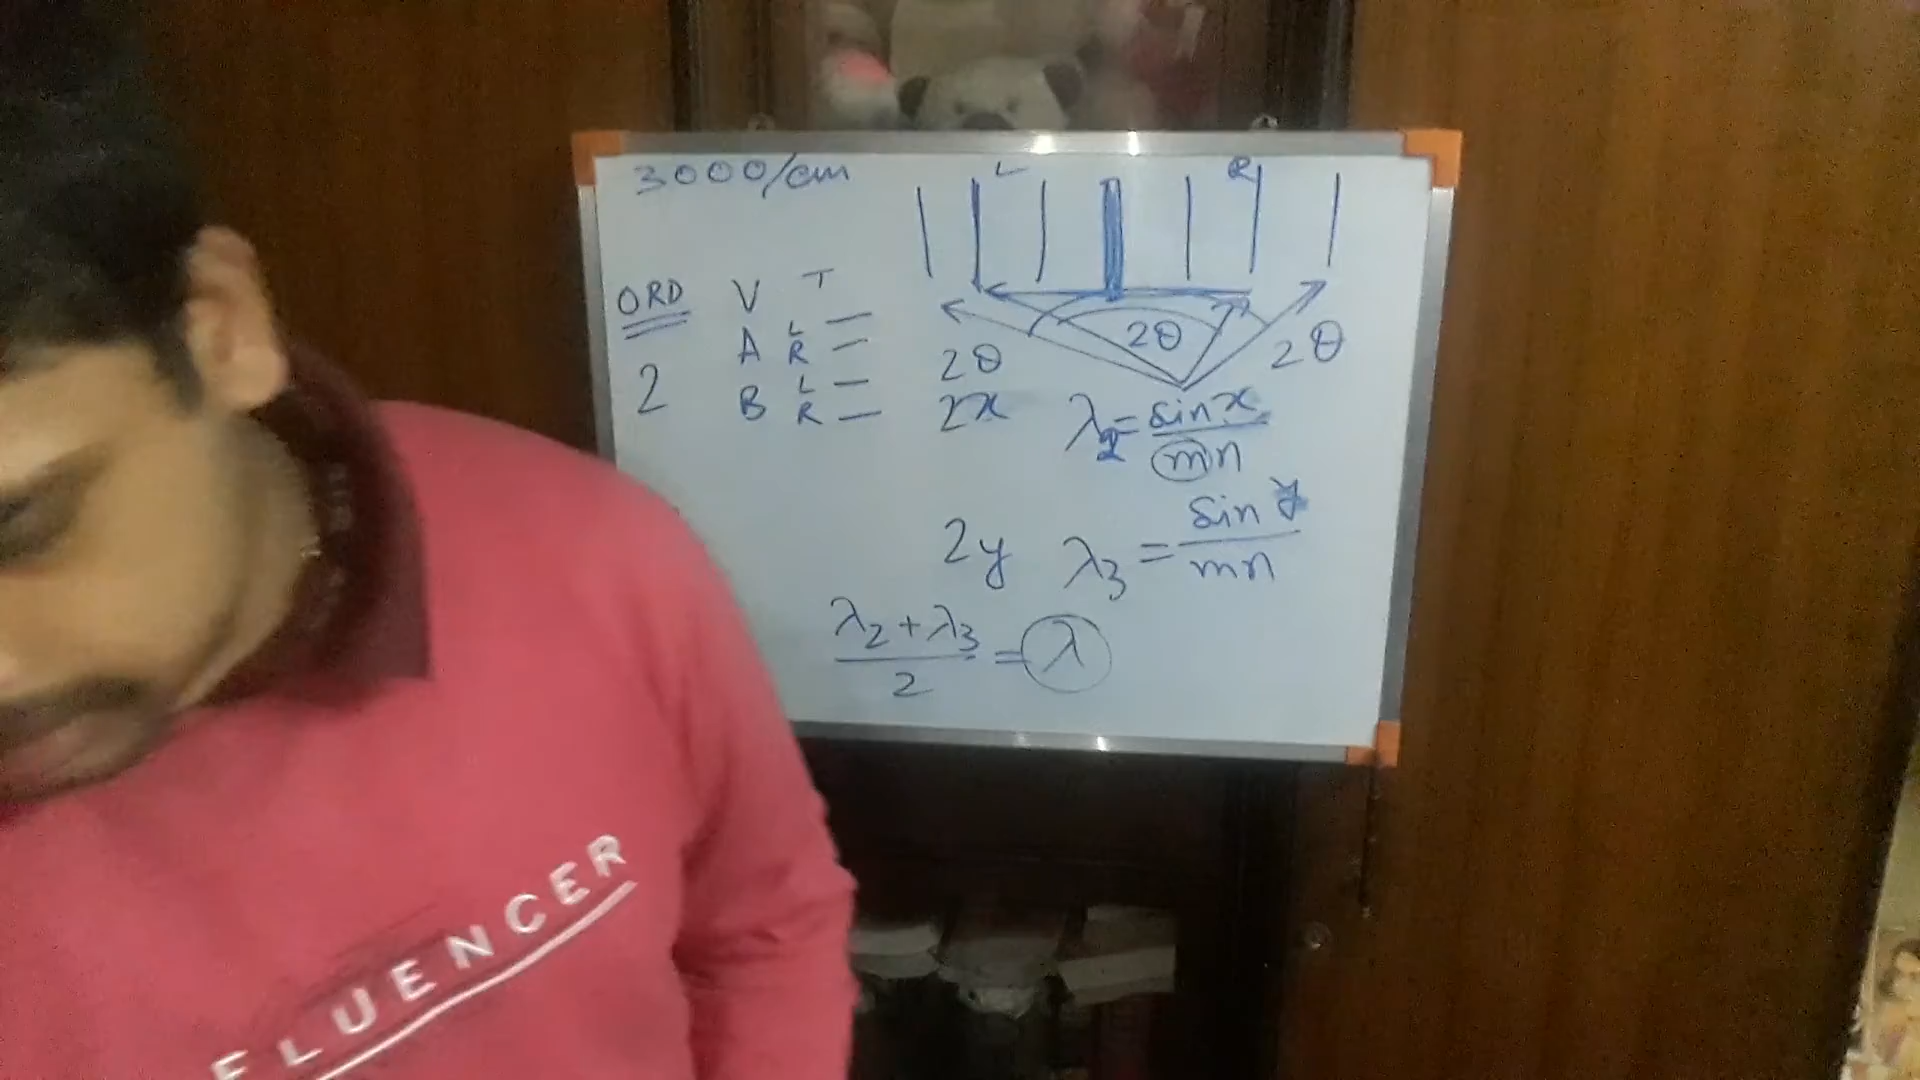 3000/cm
L R
ORD V T
A L —
R —
2 B L —
R —
2θ 2θ 2θ
2x λ2 = sin x
mn
2y λ3 = sin y
mn
λ2 + λ3 = λ
2
FLUENCER